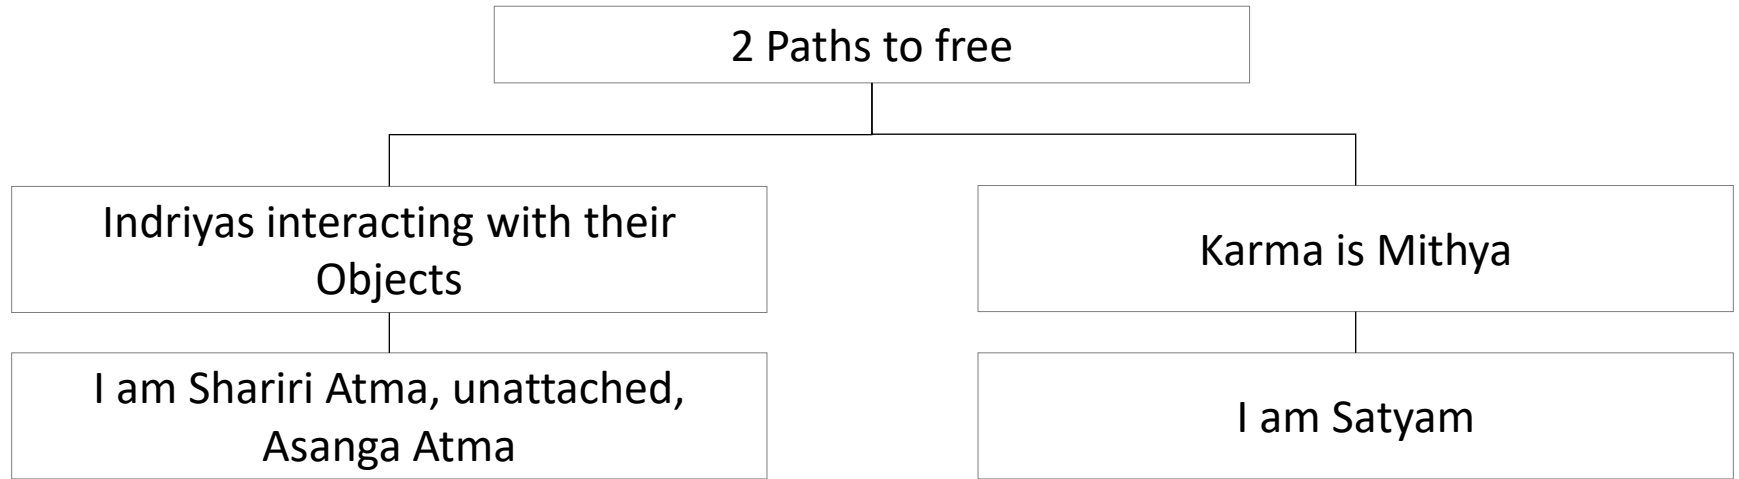 2 Paths to free
Indriyas interacting with their
Objects
Karma is Mithya
I am Shariri Atma, unattached,
Asanga Atma
I am Satyam